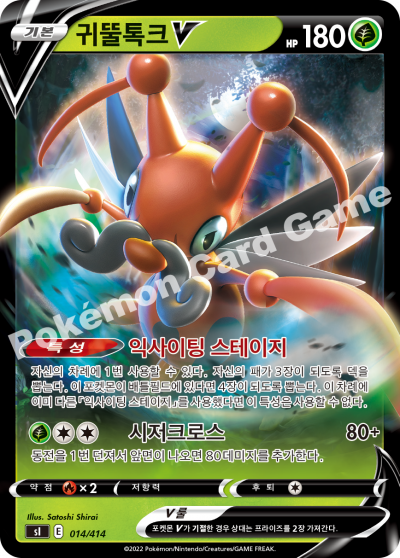 기본 귀뚤톡크V HP 180
Pokémon Card Game
특성 익사이팅 스테이지
자신의 차례에 1번 사용할 수 있다. 자신의 패가 3장이 되도록 덱을
뽑는다. 이 포켓몬이 배틀필드에 있다면 4장이 되도록 뽑는다. 이 차례에
이미 다른 「익사이팅 스테이지」를 사용했다면 이 특성은 사용할 수 없다.
시저크로스 80+
동전을 1번 던져서 앞면이 나오면 80데미지를 추가한다.
약점 ×2 저항력 후퇴
Illus. Satoshi Shirai
V룰
sI E 014/414
포켓몬V가 기절한 경우 상대는 프라이즈를 2장 가져간다.
©2022 Pokémon/Nintendo/Creatures/GAME FREAK.